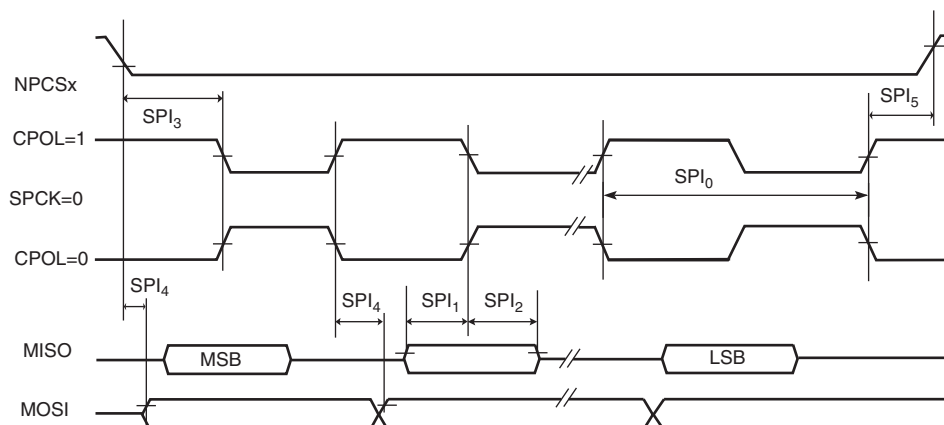 NPCSx
SPI3
SPI5
CPOL=1
SPCK=0
SPI0
CPOL=0
SPI4
SPI4
SPI1
SPI2
MISO
MSB
LSB
MOSI